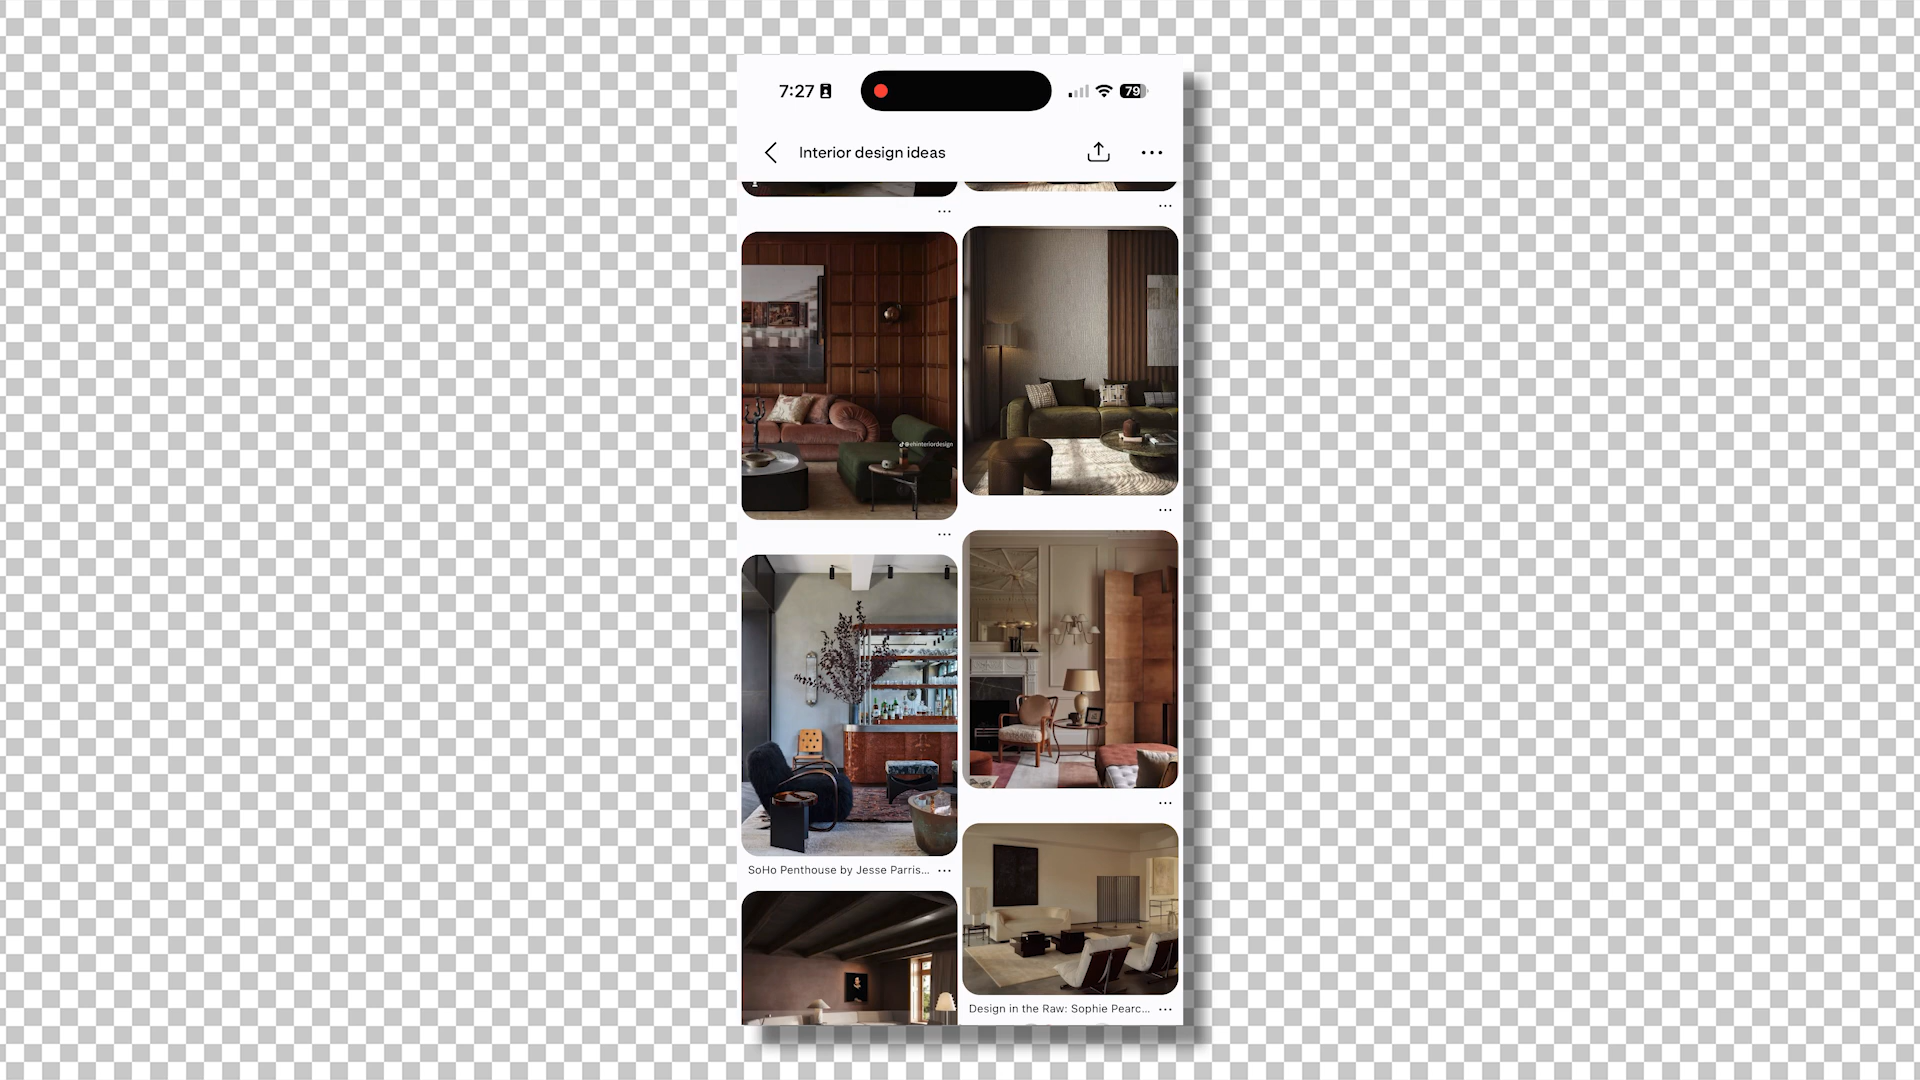 7:27
79
Interior design ideas
@ehinteriordesign
SoHo Penthouse by Jesse Parris...
Design in the Raw: Sophie Pearc...